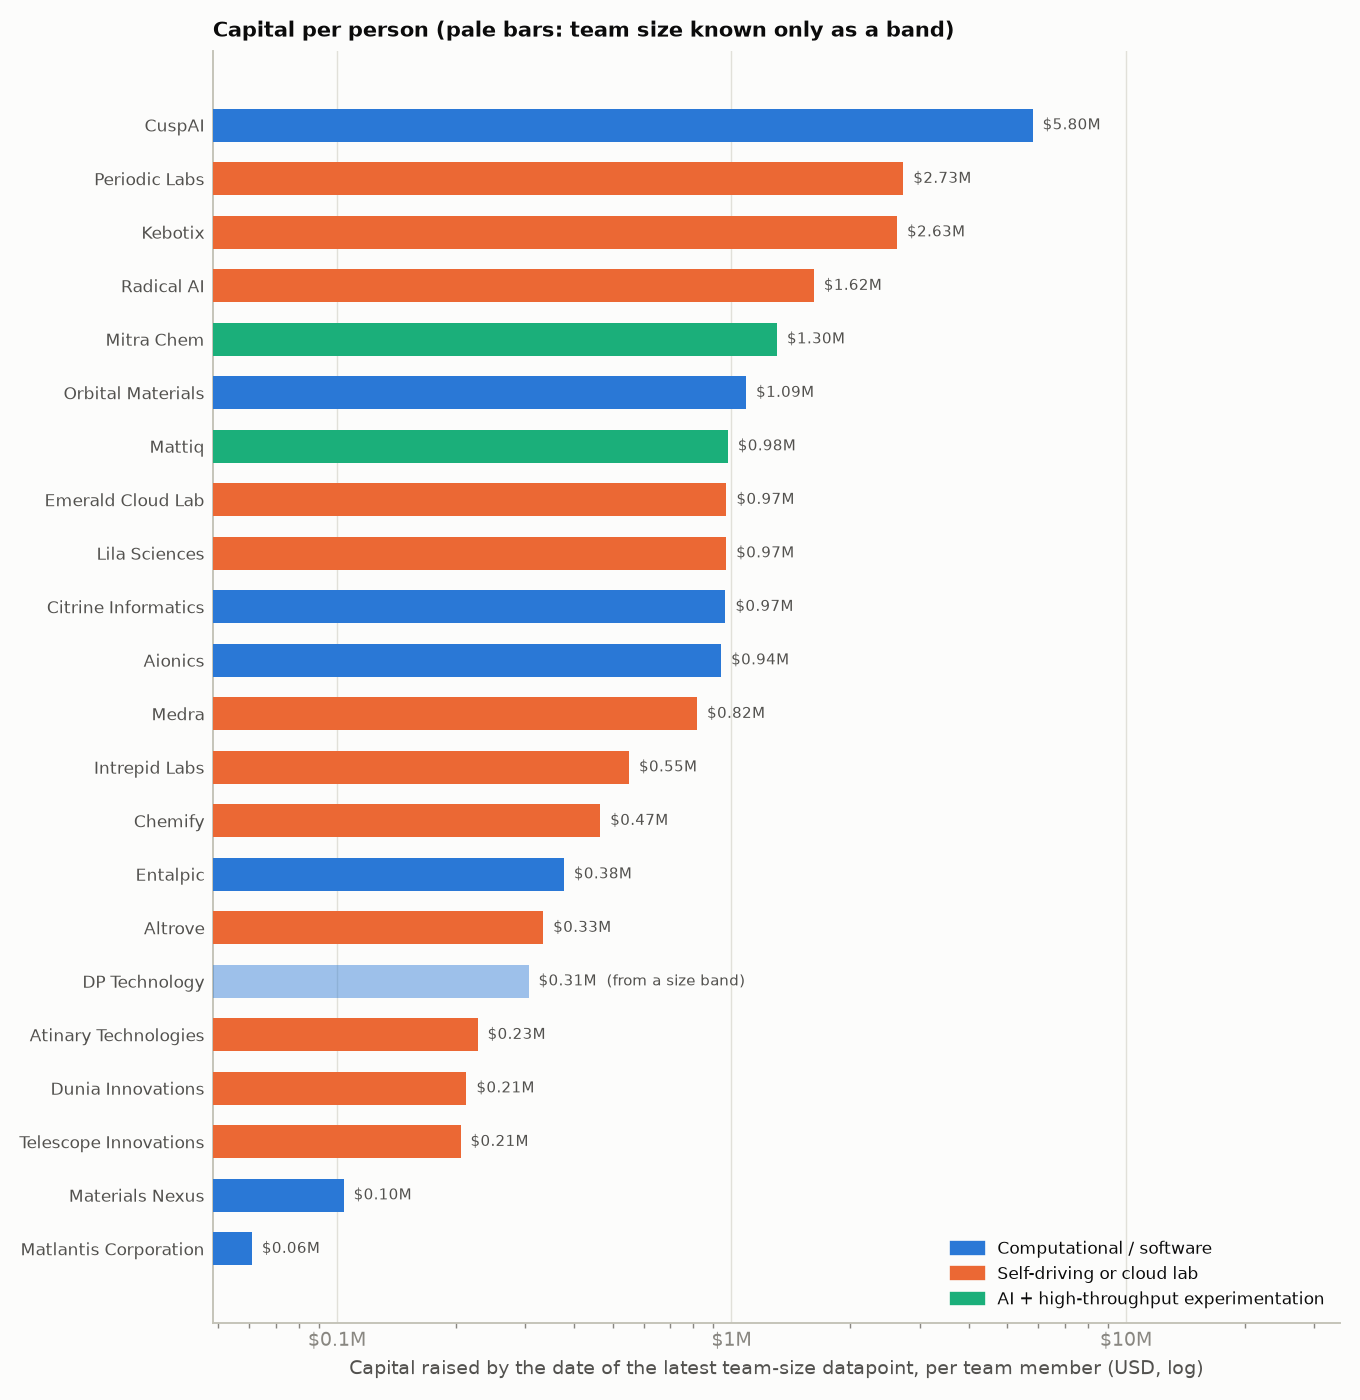 Capital per person (pale bars: team size known only as a band)
CuspAI $5.80M
Periodic Labs $2.73M
Kebotix $2.63M
Radical AI $1.62M
Mitra Chem $1.30M
Orbital Materials $1.09M
Mattiq $0.98M
Emerald Cloud Lab $0.97M
Lila Sciences $0.97M
Citrine Informatics $0.97M
Aionics $0.94M
Medra $0.82M
Intrepid Labs $0.55M
Chemify $0.47M
Entalpic $0.38M
Altrove $0.33M
DP Technology $0.31M (from a size band)
Atinary Technologies $0.23M
Dunia Innovations $0.21M
Telescope Innovations $0.21M
Materials Nexus $0.10M
Matlantis Corporation $0.06M
Computational / software
Self-driving or cloud lab
AI + high-throughput experimentation
$0.1M $1M $10M
Capital raised by the date of the latest team-size datapoint, per team member (USD, log)